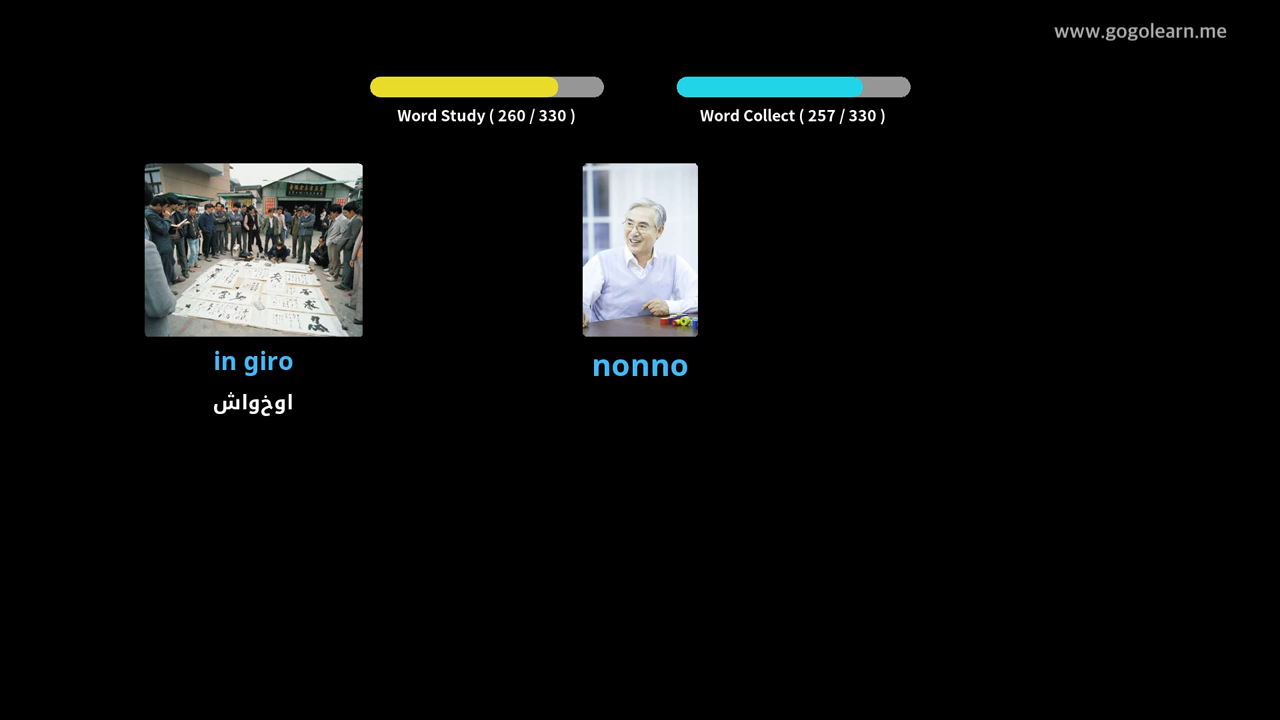 www.gogolearn.me
Word Study ( 260 / 330 )
Word Collect ( 257 / 330 )
in giro
اوخواش
nonno